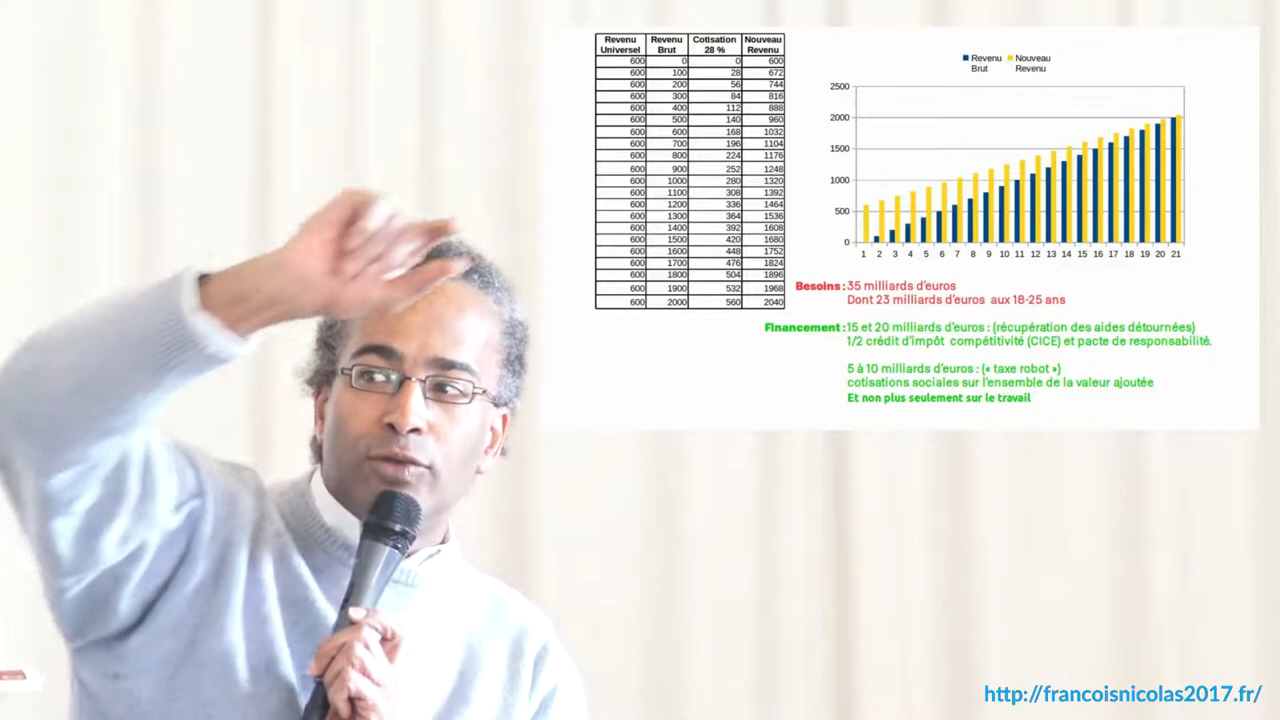 Revenu Universel | Revenu Brut | Cotisation 28 % | Nouveau Revenu
600 0 0 600
600 100 28 672
600 200 56 744
600 300 84 816
600 400 112 888
600 500 140 960
600 600 168 1032
600 700 196 1104
600 800 224 1176
600 900 252 1248
600 1000 280 1320
600 1100 308 1392
600 1200 336 1464
600 1300 364 1536
600 1400 392 1608
600 1500 420 1680
600 1600 448 1752
600 1700 476 1824
600 1800 504 1896
600 1900 532 1968
600 2000 560 2040
Revenu Brut Nouveau Revenu
2500
2000
1500
1000
500
0
1 2 3 4 5 6 7 8 9 10 11 12 13 14 15 16 17 18 19 20 21
Besoins : 35 milliards d'euros
Dont 23 milliards d'euros aux 18-25 ans
Financement : 15 et 20 milliards d'euros : (récupération des aides détournées)
1/2 crédit d'impôt compétitivité (CICE) et pacte de responsabilité.
5 à 10 milliards d'euros : (« taxe robot »)
cotisations sociales sur l'ensemble de la valeur ajoutée
Et non plus seulement sur le travail
http://francoisnicolas2017.fr/